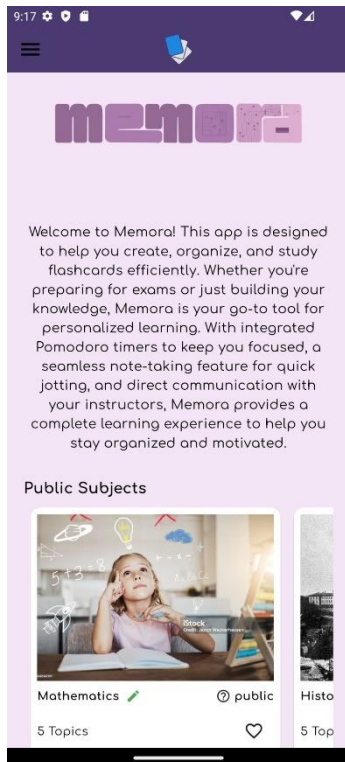 9:17
memora
Welcome to Memora! This app is designed
to help you create, organize, and study
flashcards efficiently. Whether you're
preparing for exams or just building your
knowledge, Memora is your go-to tool for
personalized learning. With integrated
Pomodoro timers to keep you focused, a
seamless note-taking feature for quick
jotting, and direct communication with
your instructors, Memora provides a
complete learning experience to help you
stay organized and motivated.
Public Subjects
5+3=8
iStock
Mathematics public Histo
5 Topics 5 Top